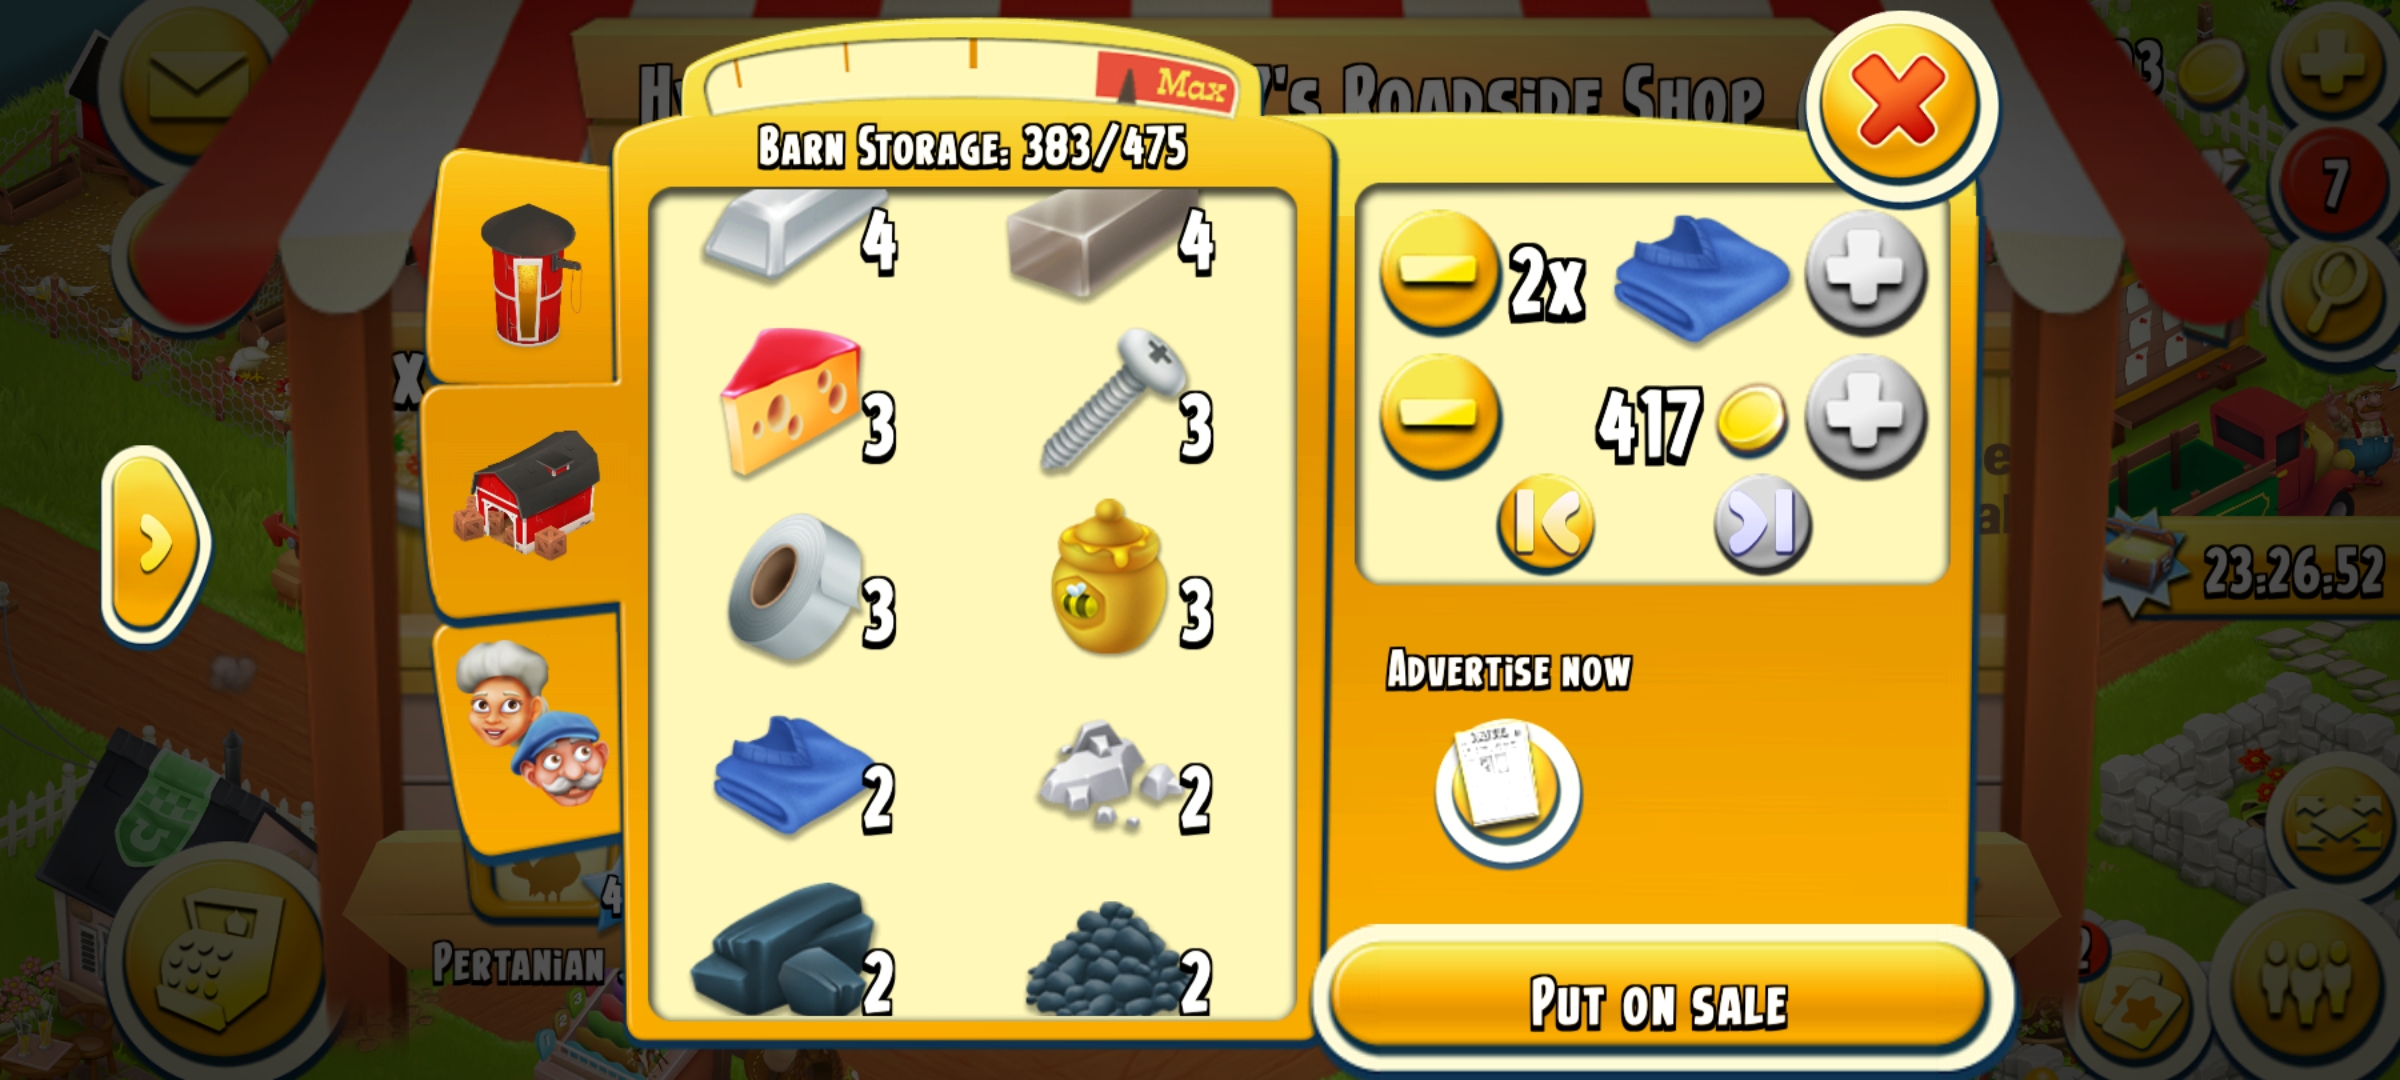 's Roadside Shop
Max
Barn Storage: 383/475
7
4
4
2x
3
3
417
3
3
23:26:52
Advertise now
2
2
Pertanian
2
2
Put on sale